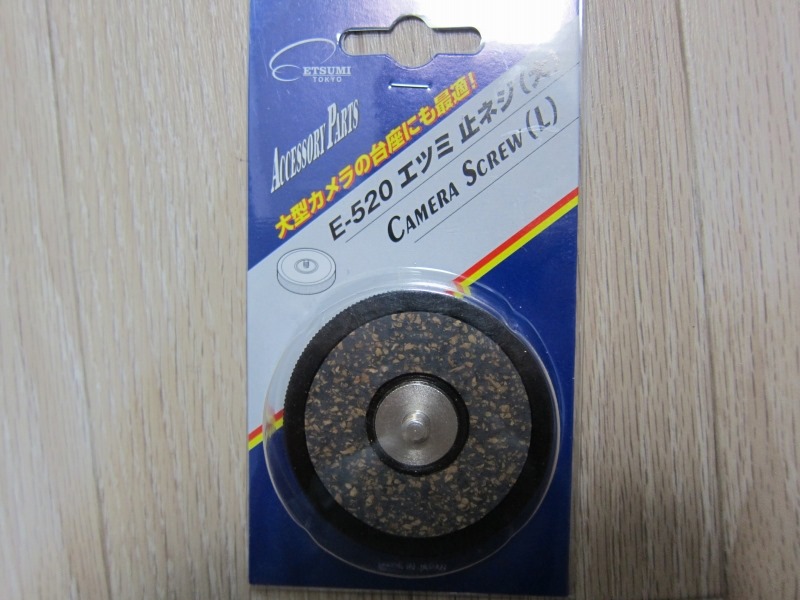 ETSUMI
TOKYO
ACCESSORY PARTS
大型カメラの台座にも最適!
E-520 エツミ 止ネジ(大)
CAMERA SCREW (L)